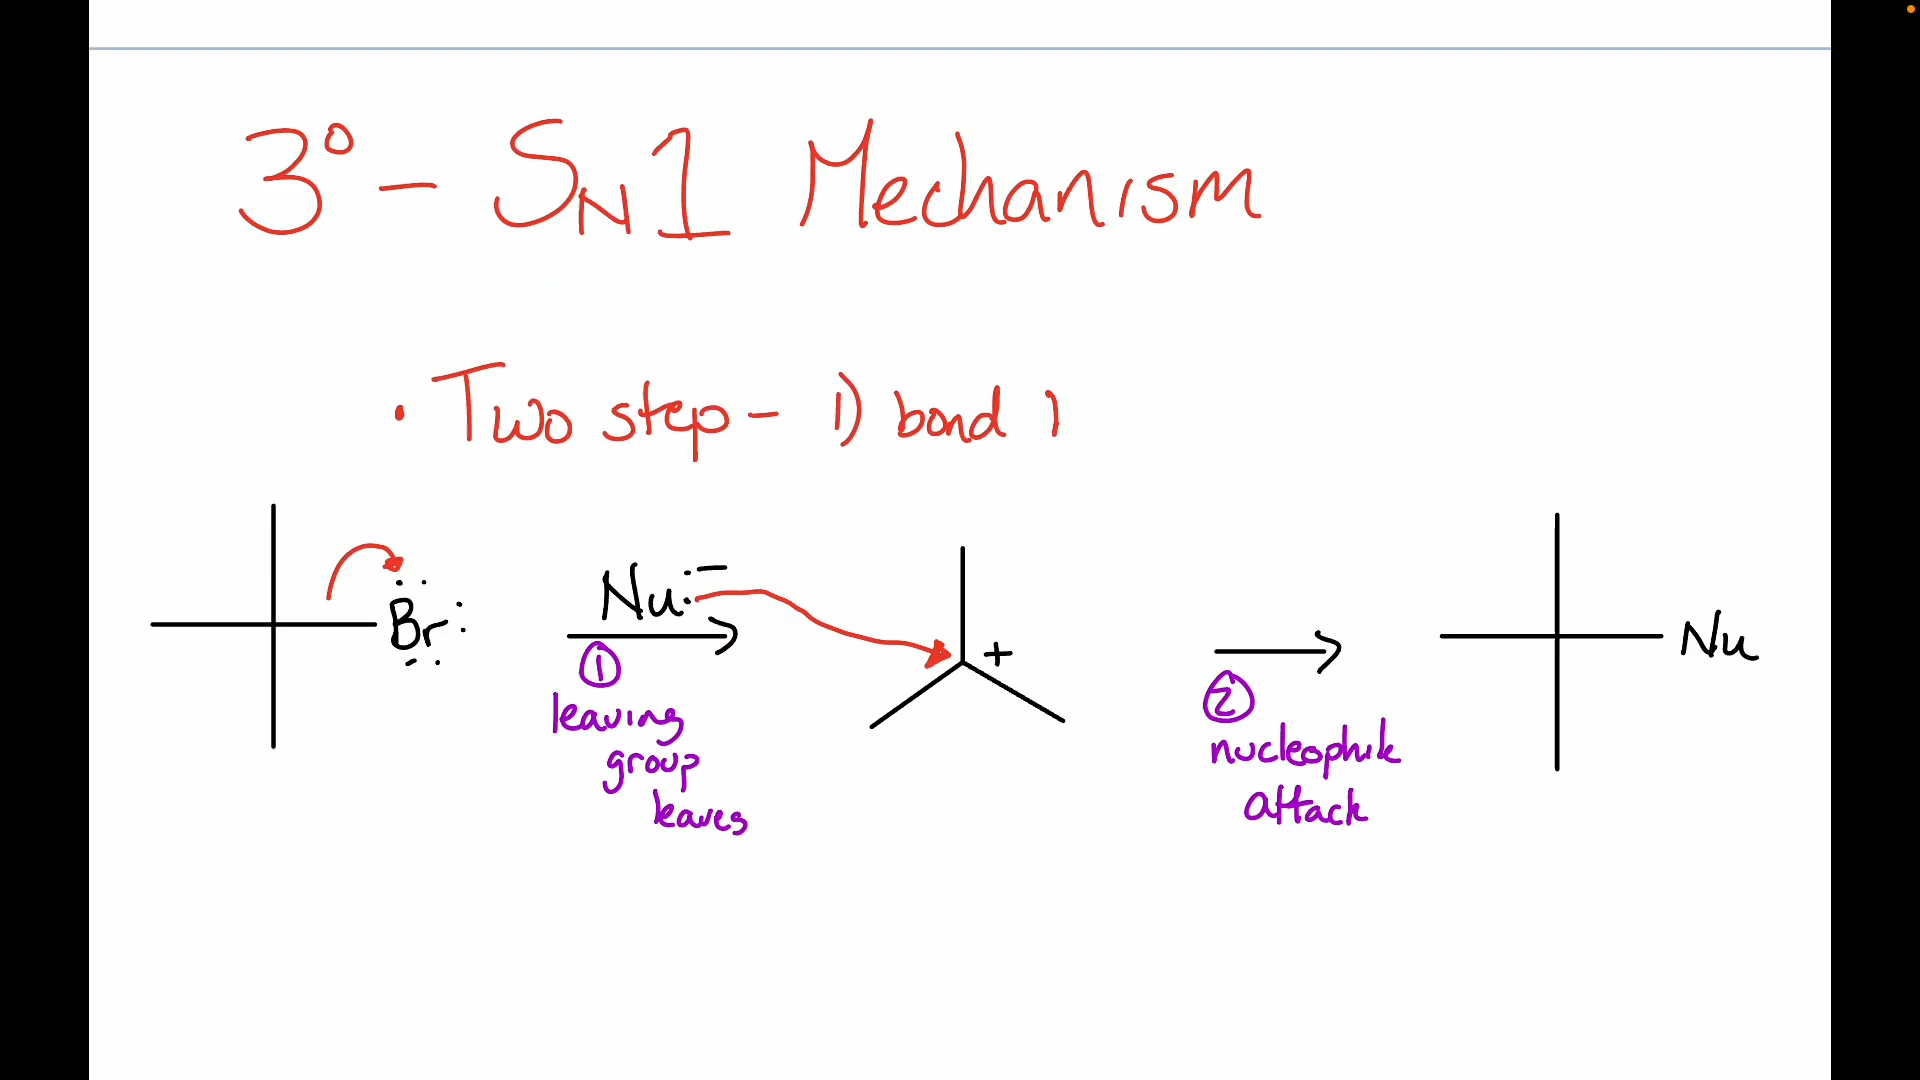 3° - SN1 Mechanism
• Two step - 1) bond
Br
Nu:⁻
+
Nu
①
leaving
group
leaves
②
nucleophile
attack